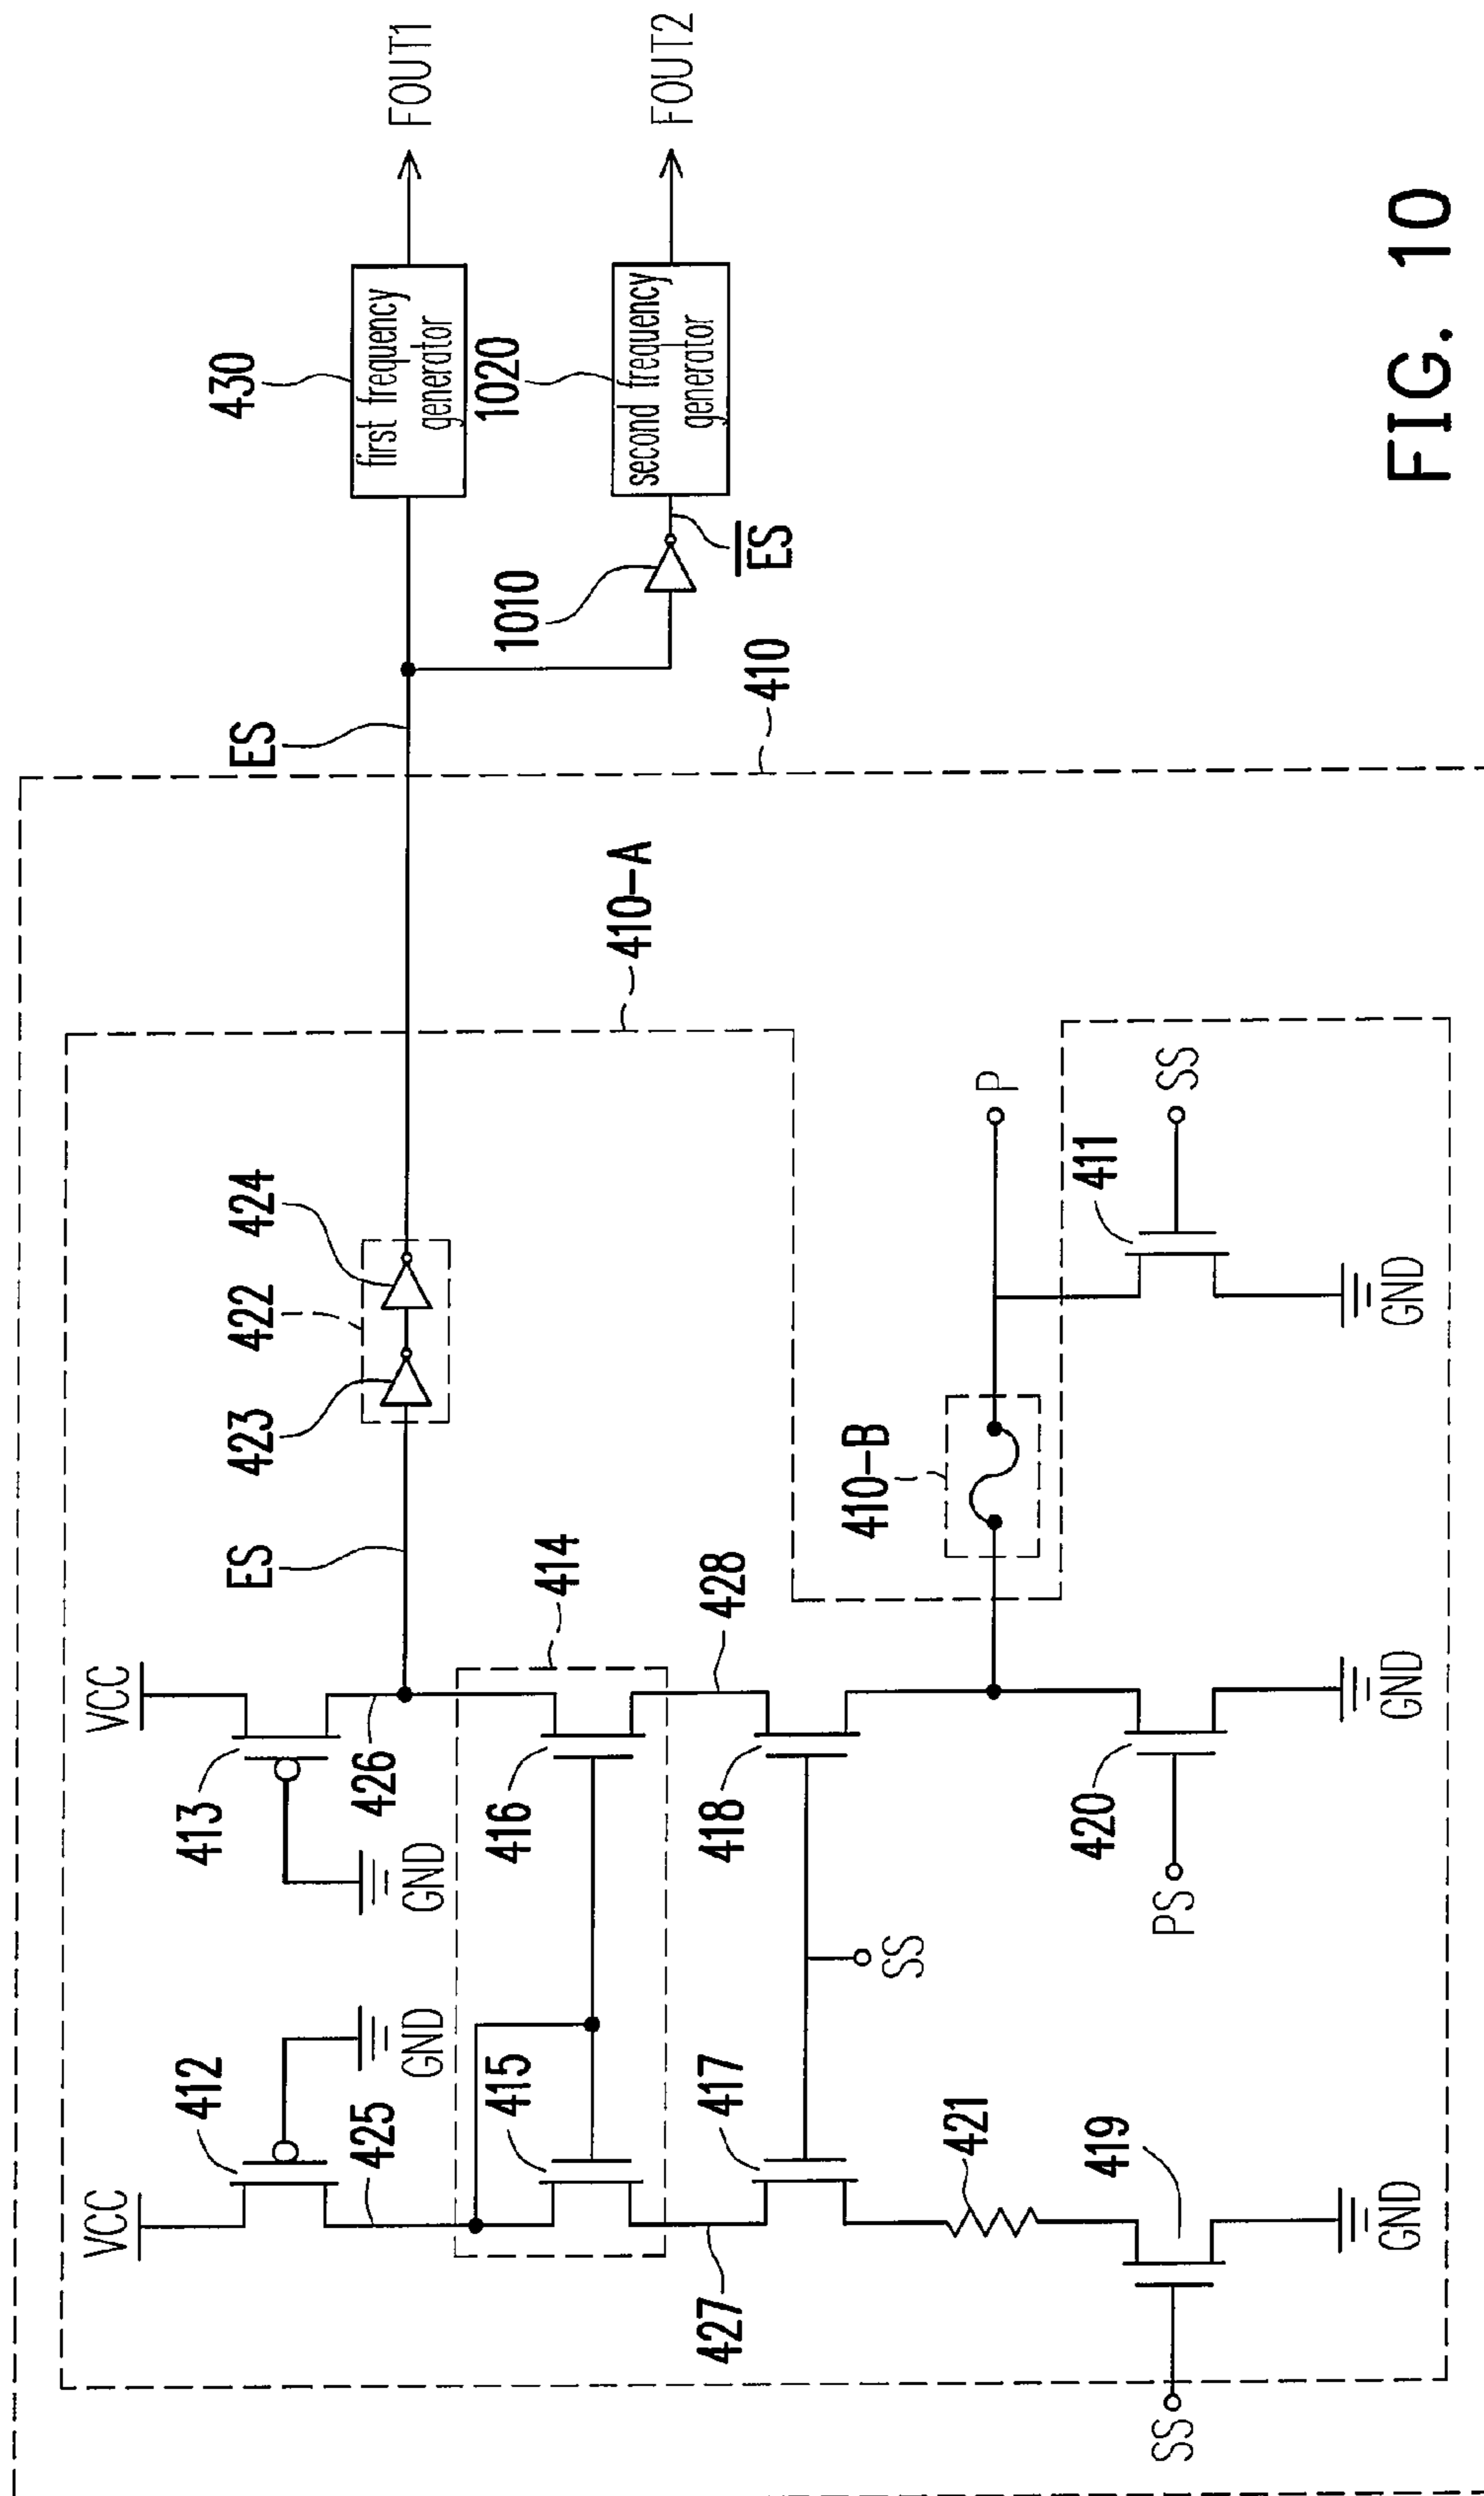 VCC
VCC
412
413
425
GND
GND
426
ES
423
422
424
ES
430
first frequency
generator
FOUT1
415
416
414
410-A
1010
1020
second frequency
generator
FOUT2
ES
410
427
417
418
428
SS
410-B
P
421
419
SS
GND
PS
420
GND
411
SS
GND
FIG. 10